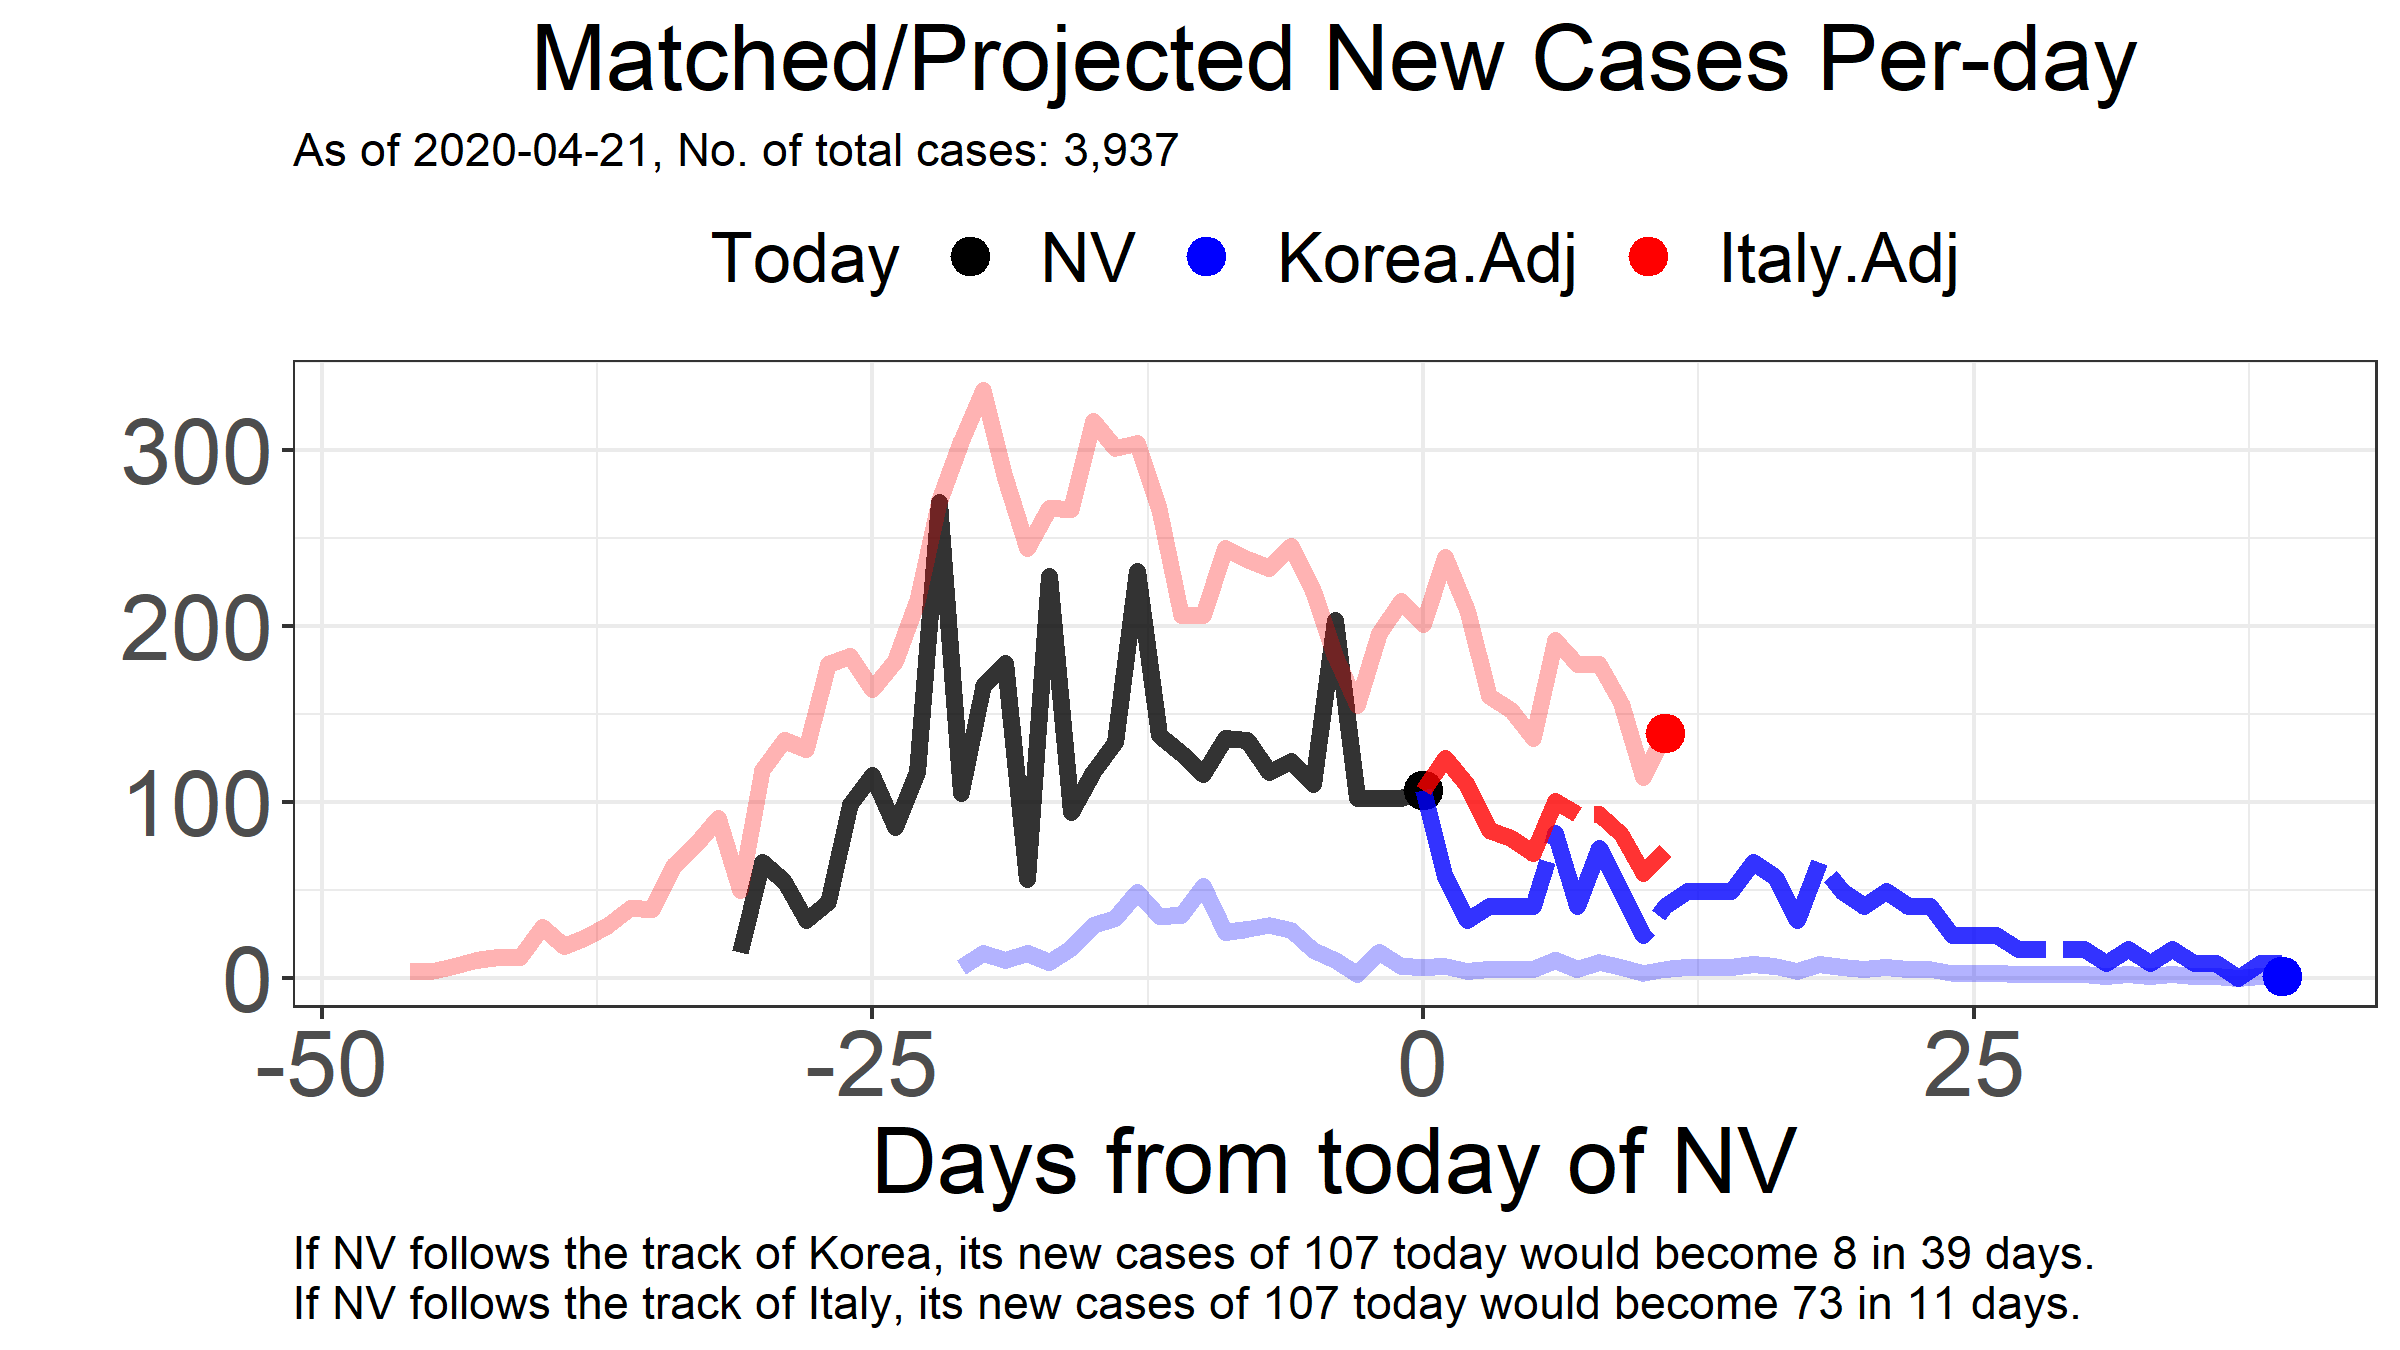 Matched/Projected New Cases Per-day
As of 2020-04-21, No. of total cases: 3,937
Today NV Korea.Adj Italy.Adj
300
200
100
0
-50 -25 0 25
Days from today of NV
If NV follows the track of Korea, its new cases of 107 today would become 8 in 39 days.
If NV follows the track of Italy, its new cases of 107 today would become 73 in 11 days.